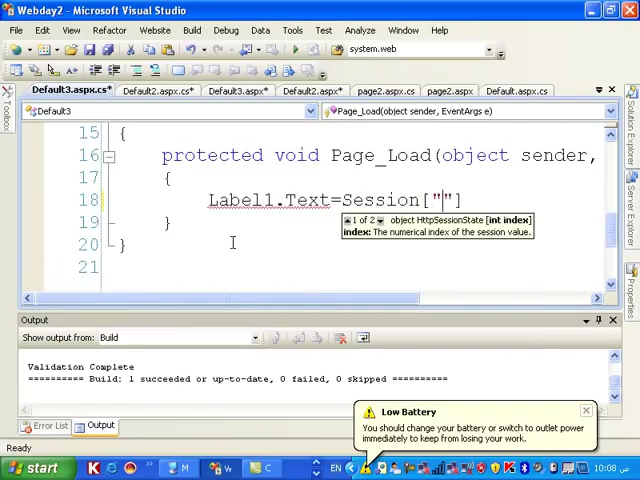 Webday2 - Microsoft Visual Studio
File Edit View Refactor Website Build Debug Tools Test Analyze Window Help
system.web
Default3.aspx.cs* Default2.aspx.cs* Default3.aspx* Default2.aspx* page2.aspx.cs page2.aspx Default.aspx.cs
Default3 Page_Load(object sender, EventArgs e)
Toolbox
Solution Explorer
Server Explorer
Properties
15 {
16 protected void Page_Load(object sender,
17 {
18 Label1.Text=Session[""]
1 of 2 object HttpSessionState [int index]
index: The numerical index of the session value.
19 }
20 }
21
Output
Show output from: Build
Validation Complete
========== Build: 1 succeeded or up-to-date, 0 failed, 0 skipped ==========
Error List Output
Low Battery
You should change your battery or switch to outlet power
immediately to keep from losing your work.
Ready
start K M W C EN 10:08 ص